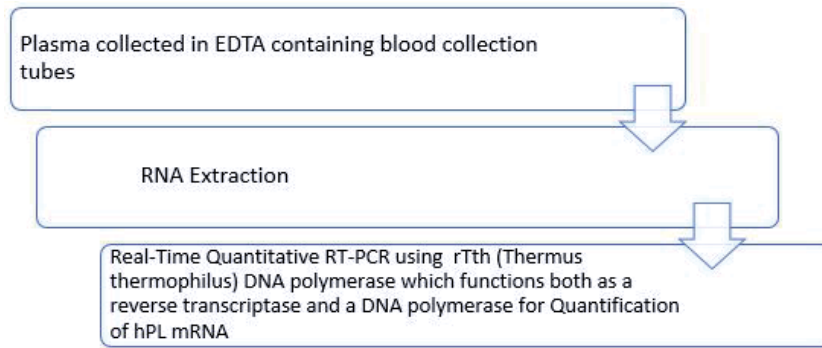 Plasma collected in EDTA containing blood collection
tubes
RNA Extraction
Real-Time Quantitative RT-PCR using rTth (Thermus
thermophilus) DNA polymerase which functions both as a
reverse transcriptase and a DNA polymerase for Quantification
of hPL mRNA